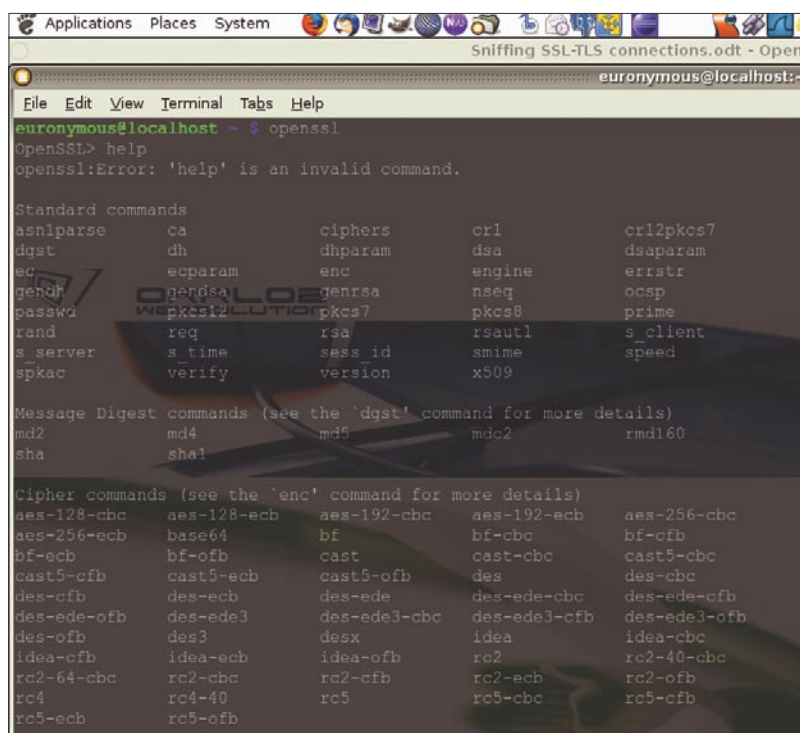 Applications Places System
Sniffing SSL-TLS connections.odt - Open
euronymous@localhost:~
File Edit View Terminal Tabs Help
euronymous@localhost ~ $ openssl
OpenSSL> help
openssl:Error: 'help' is an invalid command.
Standard commands
asn1parse ca ciphers crl crl2pkcs7
dgst dh dhparam dsa dsaparam
ec ecparam enc engine errstr
gendh gendsa genrsa nseq ocsp
passwd pkcs12 pkcs7 pkcs8 prime
rand req rsa rsautl s_client
s_server s_time sess_id smime speed
spkac verify version x509
Message Digest commands (see the `dgst' command for more details)
md2 md4 md5 mdc2 rmd160
sha sha1
Cipher commands (see the `enc' command for more details)
aes-128-cbc aes-128-ecb aes-192-cbc aes-192-ecb aes-256-cbc
aes-256-ecb base64 bf bf-cbc bf-cfb
bf-ecb bf-ofb cast cast-cbc cast5-cbc
cast5-cfb cast5-ecb cast5-ofb des des-cbc
des-cfb des-ecb des-ede des-ede-cbc des-ede-cfb
des-ede-ofb des-ede3 des-ede3-cbc des-ede3-cfb des-ede3-ofb
des-ofb des3 desx idea idea-cbc
idea-cfb idea-ecb idea-ofb rc2 rc2-40-cbc
rc2-64-cbc rc2-cbc rc2-cfb rc2-ecb rc2-ofb
rc4 rc4-40 rc5 rc5-cbc rc5-cfb
rc5-ecb rc5-ofb